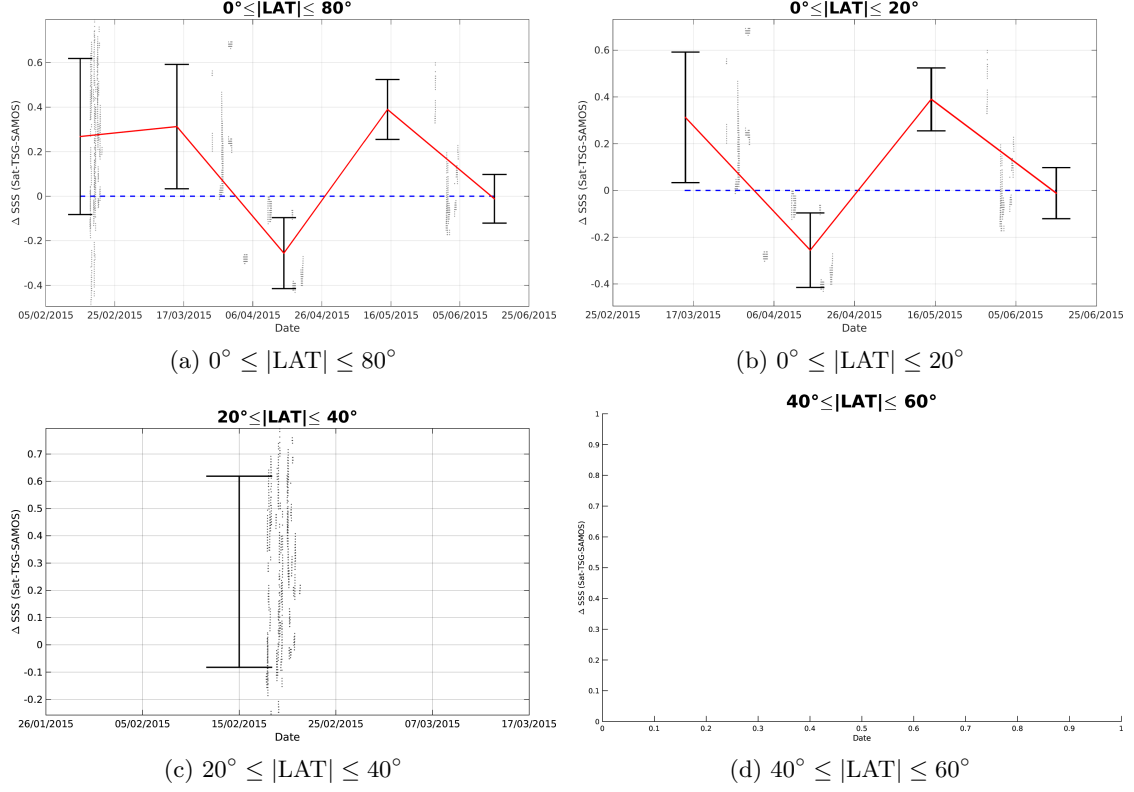 0°≤|LAT|≤ 80°
Δ SSS (Sat-TSG-SAMOS)
0.6
0.4
0.2
0
-0.2
-0.4
05/02/2015 25/02/2015 17/03/2015 06/04/2015 26/04/2015 16/05/2015 05/06/2015 25/06/2015
Date
(a) 0° ≤ |LAT| ≤ 80°
0°≤|LAT|≤ 20°
Δ SSS (Sat-TSG-SAMOS)
0.6
0.4
0.2
0
-0.2
-0.4
25/02/2015 17/03/2015 06/04/2015 26/04/2015 16/05/2015 05/06/2015 25/06/2015
Date
(b) 0° ≤ |LAT| ≤ 20°
20°≤|LAT|≤ 40°
Δ SSS (Sat-TSG-SAMOS)
0.7
0.6
0.5
0.4
0.3
0.2
0.1
0
-0.1
-0.2
26/01/2015 05/02/2015 15/02/2015 25/02/2015 07/03/2015 17/03/2015
Date
(c) 20° ≤ |LAT| ≤ 40°
40°≤|LAT|≤ 60°
Δ SSS (Sat-TSG-SAMOS)
1
0.9
0.8
0.7
0.6
0.5
0.4
0.3
0.2
0.1
0
0 0.1 0.2 0.3 0.4 0.5 0.6 0.7 0.8 0.9 1
Date
(d) 40° ≤ |LAT| ≤ 60°